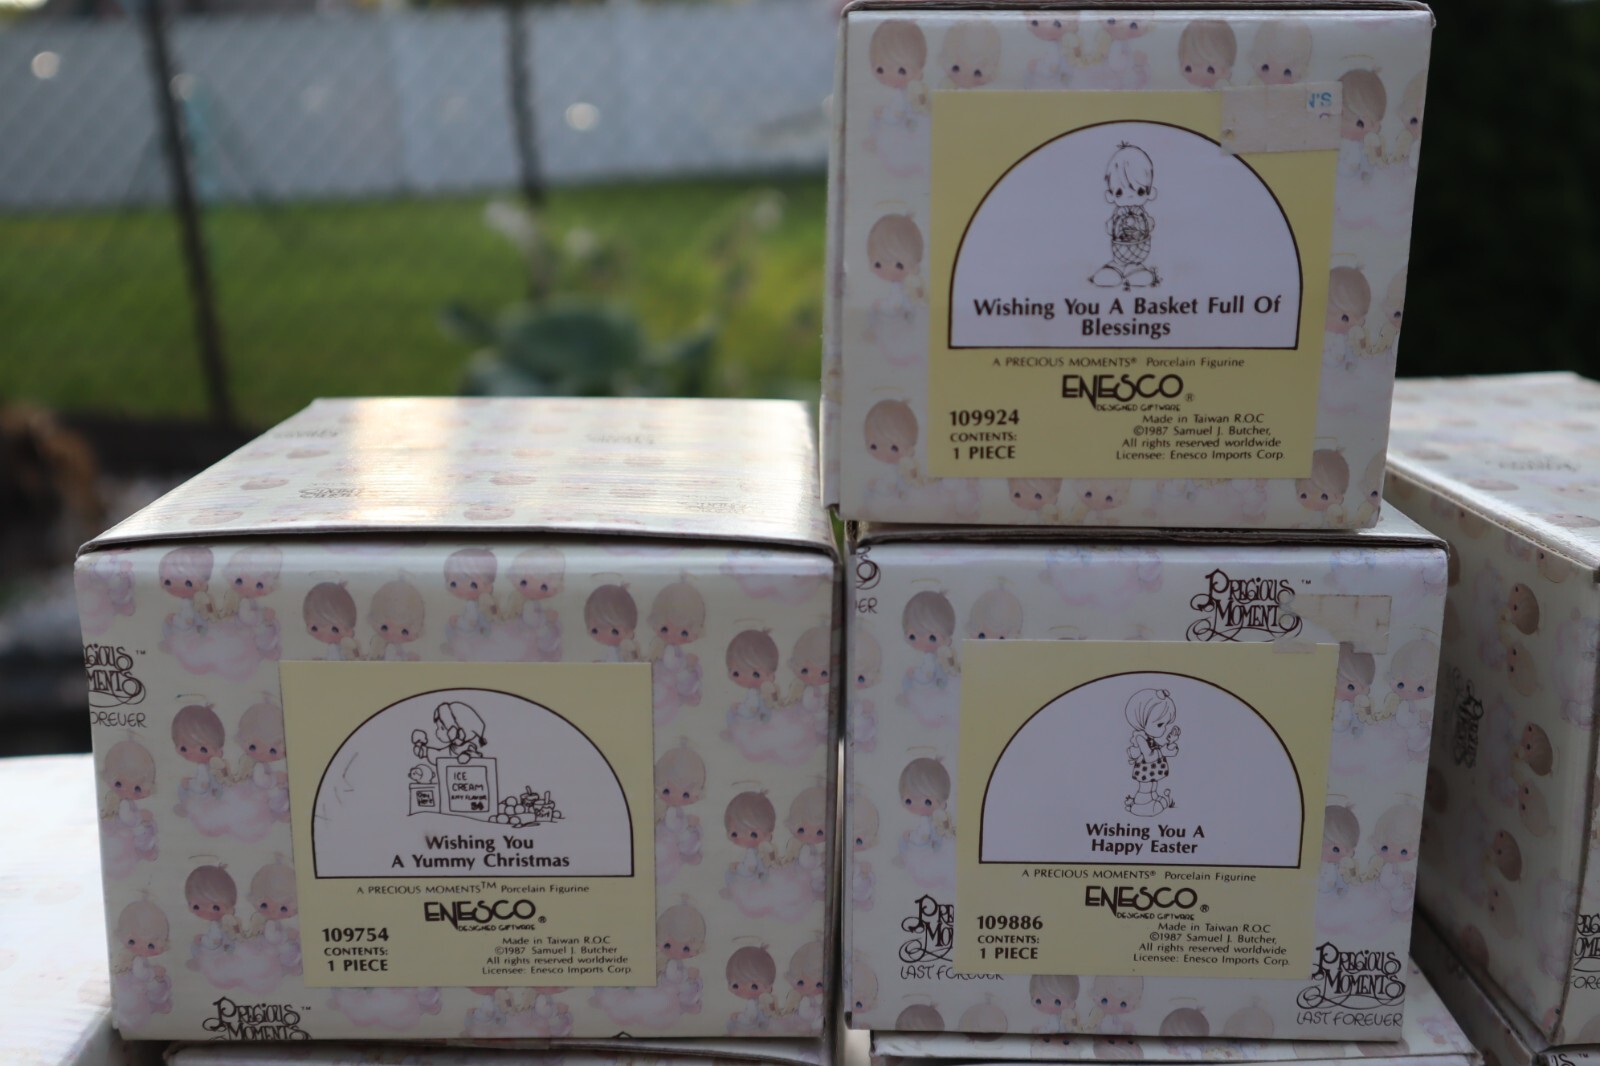 N'S
Wishing You A Basket Full Of
Blessings
A PRECIOUS MOMENTS® Porcelain Figurine
ENESCO®
DESIGNED GIFTWARE
109924
CONTENTS:
1 PIECE
Made in Taiwan R.O.C
©1987 Samuel J. Butcher,
All rights reserved worldwide
Licensee: Enesco Imports Corp.
ICE
CREAM
Wishing You
A Yummy Christmas
A PRECIOUS MOMENTS™ Porcelain Figurine
ENESCO®
DESIGNED GIFTWARE
109754
CONTENTS:
1 PIECE
Made in Taiwan R.O.C
©1987 Samuel J. Butcher
All rights reserved worldwide
Licensee: Enesco Imports Corp.
PRECIOUS™
MOMENTS
PRECIOUS™
MOMENTS
Wishing You A
Happy Easter
A PRECIOUS MOMENTS® Porcelain Figurine
ENESCO®
DESIGNED GIFTWARE
109886
CONTENTS:
1 PIECE
Made in Taiwan R.O.C
©1987 Samuel J. Butcher,
All rights reserved worldwide
Licensee: Enesco Imports Corp.
LAST FOREVER
PRECIOUS
MOMENTS
LAST FOREVER